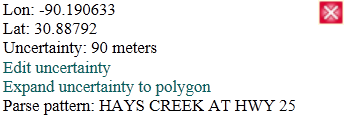 Lon: -90.190633
Lat: 30.88792
Uncertainty: 90 meters
Edit uncertainty
Expand uncertainty to polygon
Parse pattern: HAYS CREEK AT HWY 25